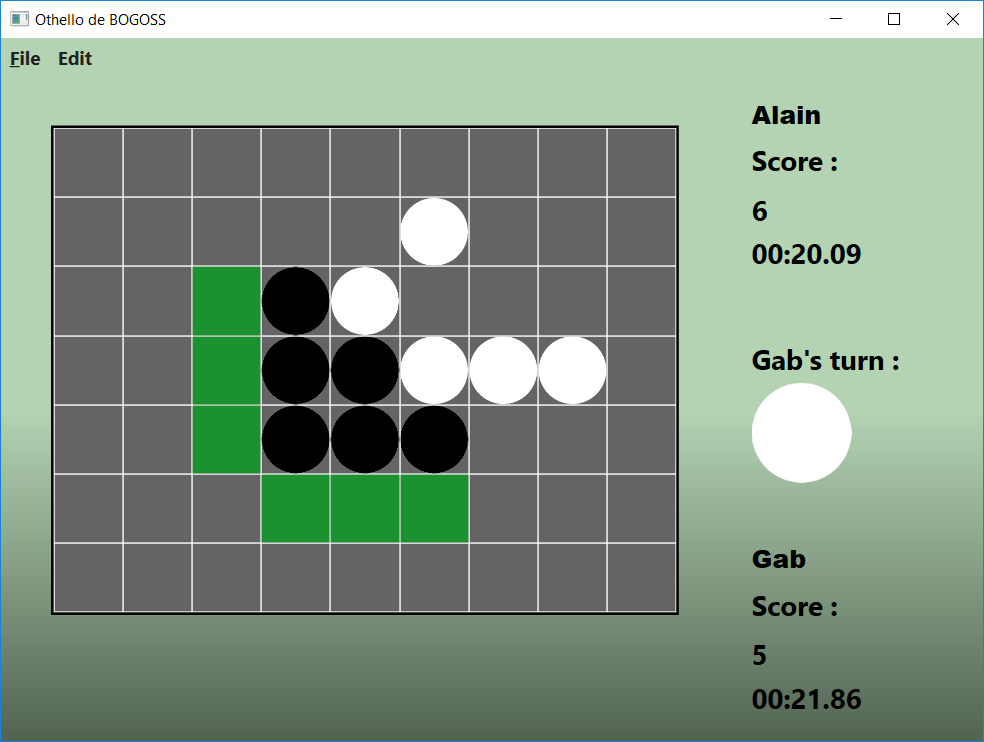 Othello de BOGOSS
File Edit
Alain
Score :
6
00:20.09
Gab's turn :
Gab
Score :
5
00:21.86